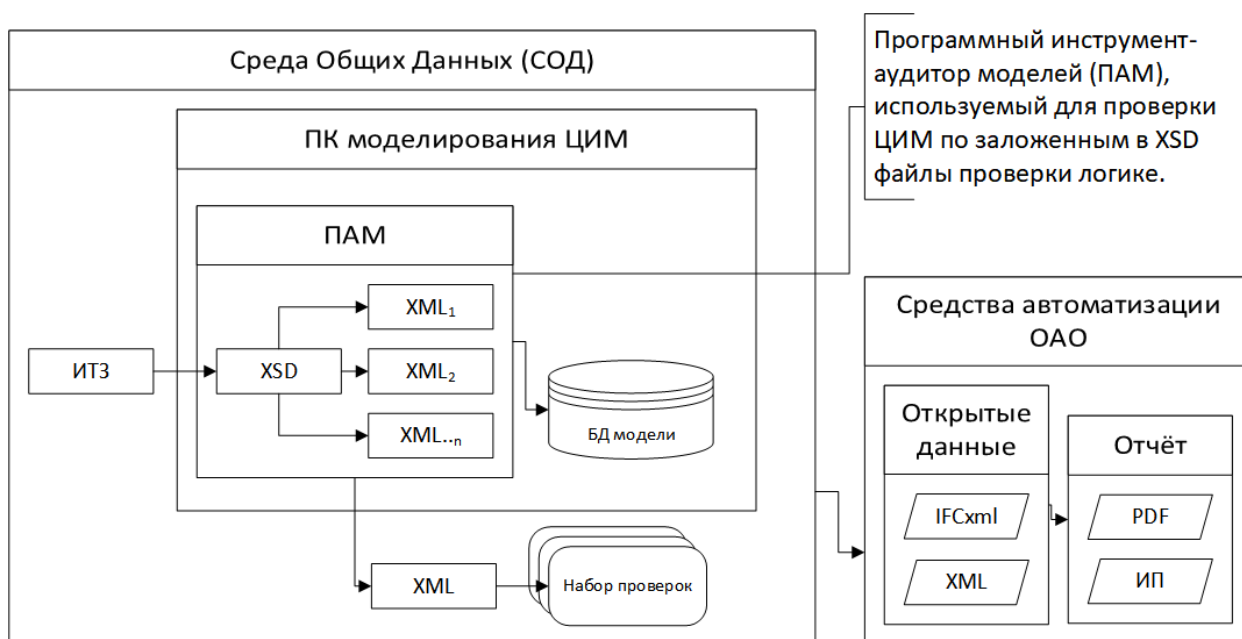 Среда Общих Данных (СОД)
ПК моделирования ЦИМ
ПАМ
XML₁
ИТЗ
XSD
XML₂
XML..ₙ
БД модели
XML
Набор проверок
Программный инструмент-
аудитор моделей (ПАМ),
используемый для проверки
ЦИМ по заложенным в XSD
файлы проверки логике.
Средства автоматизации
ОАО
Открытые
данные
IFCxml
XML
Отчёт
PDF
ИП